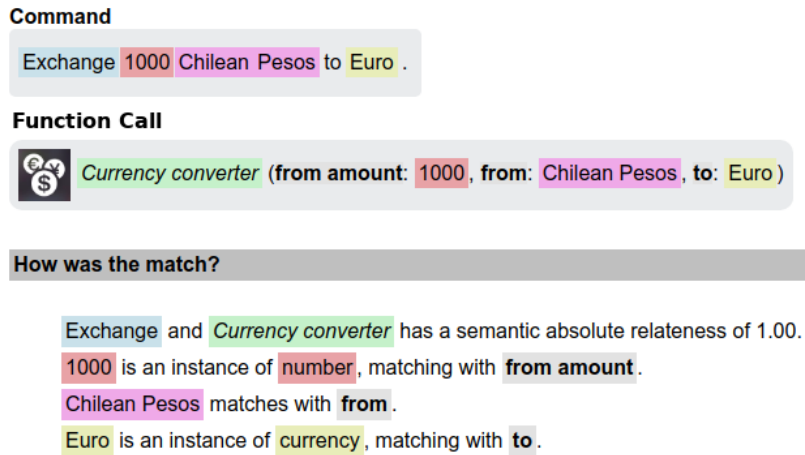 Command
Exchange 1000 Chilean Pesos to Euro .
Function Call
Currency converter (from amount: 1000, from: Chilean Pesos, to: Euro)
How was the match?
Exchange and Currency converter has a semantic absolute relateness of 1.00.
1000 is an instance of number, matching with from amount.
Chilean Pesos matches with from.
Euro is an instance of currency, matching with to.